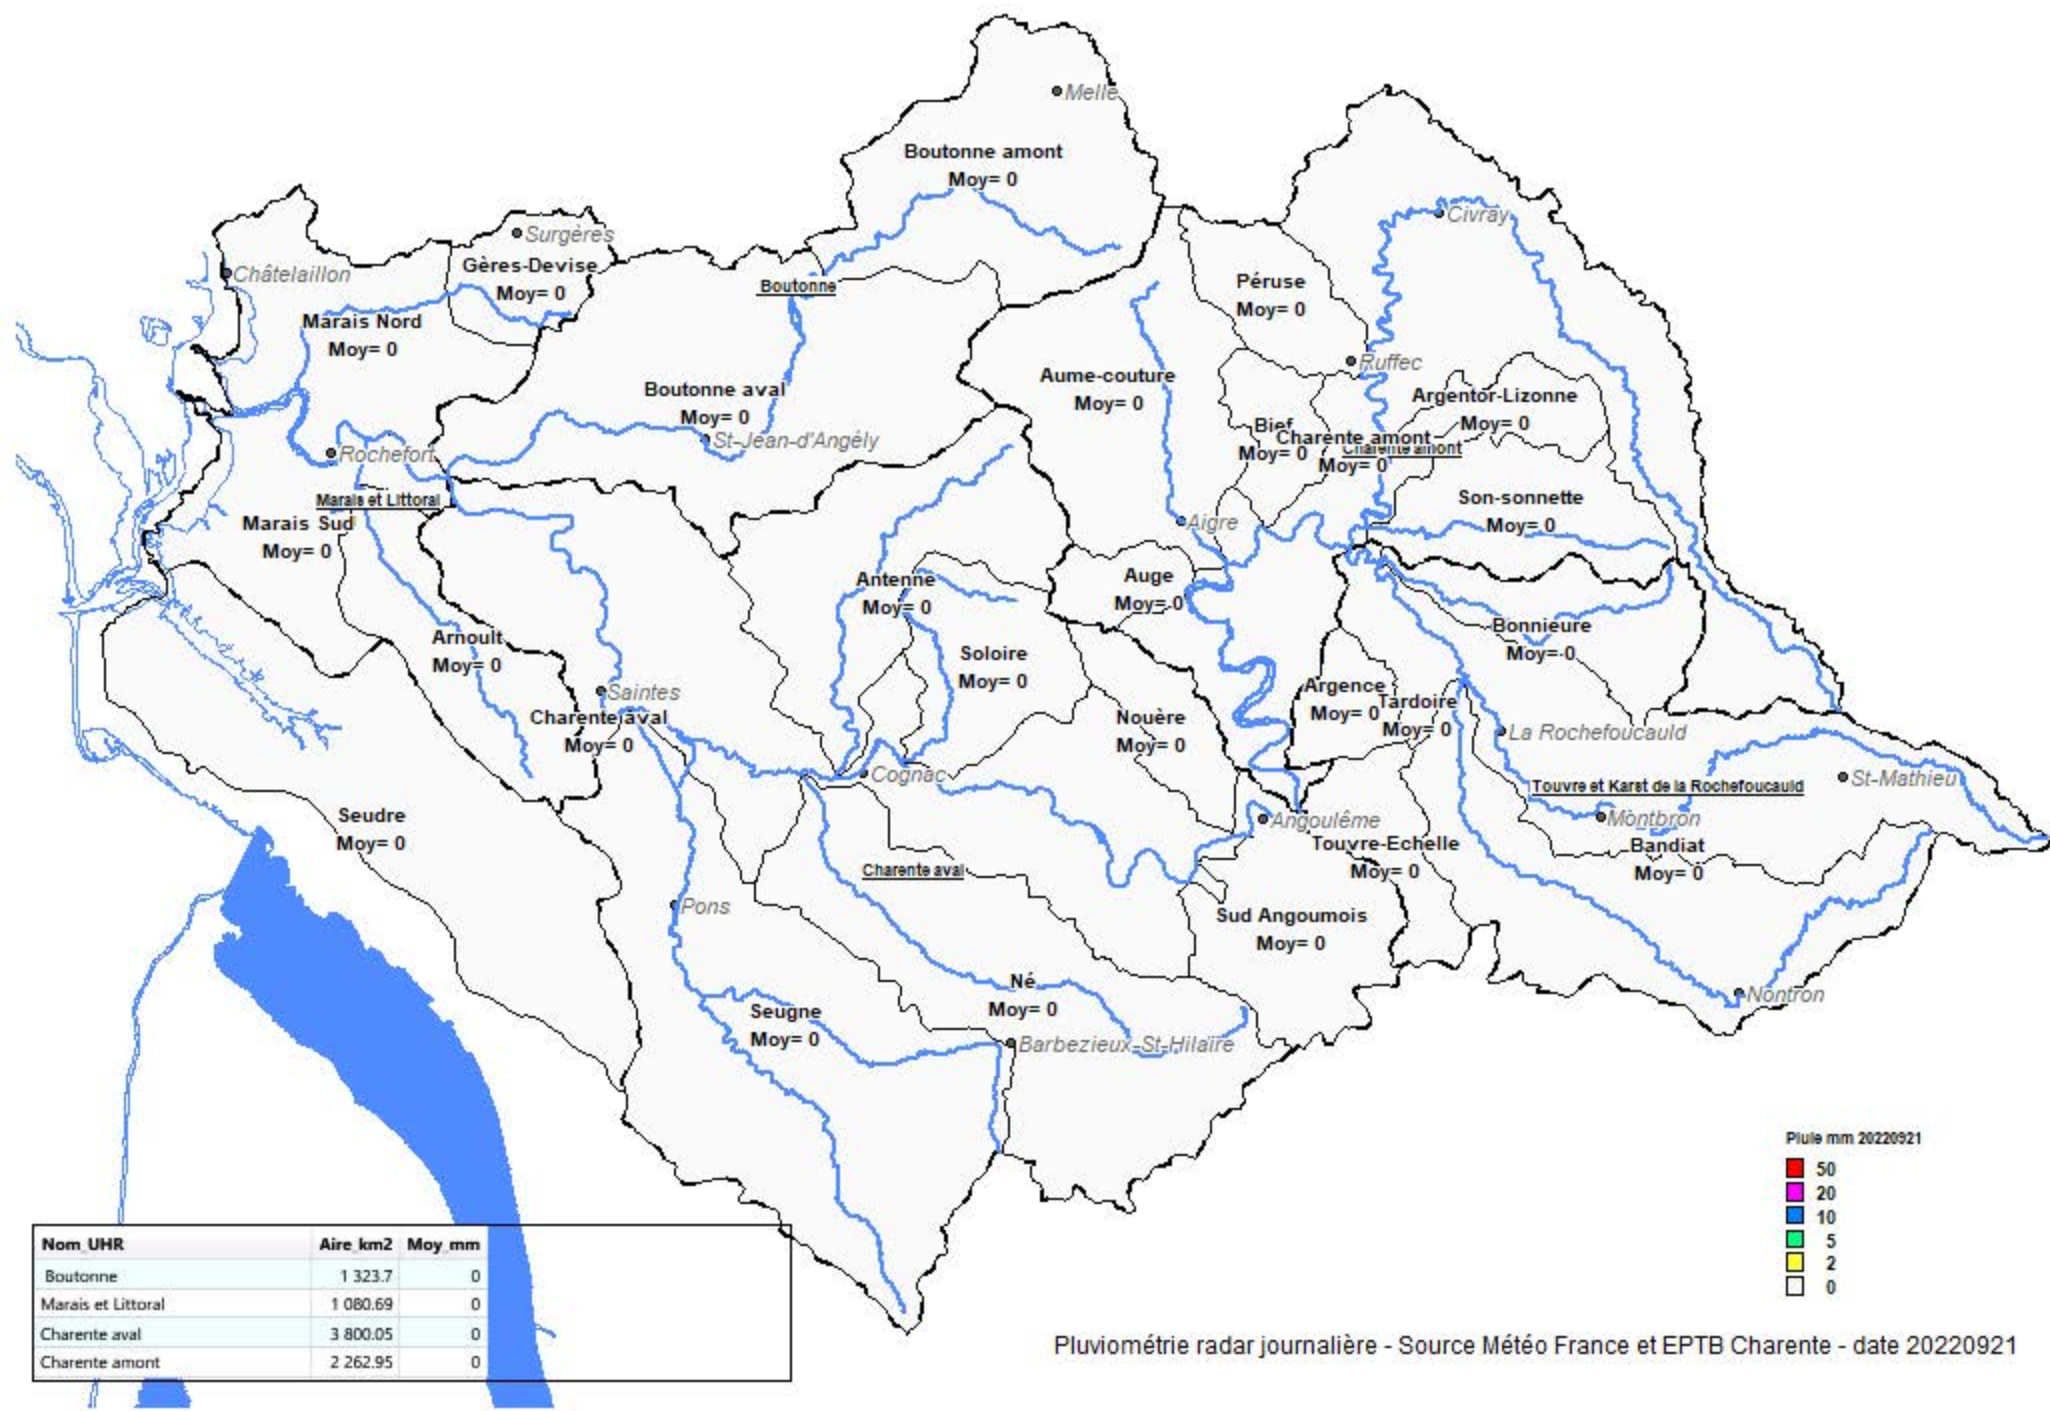 Melle
Boutonne amont
Moy= 0
Civray
Surgères
Châtelaillon
Gères-Devise
Moy= 0
Boutonne
Péruse
Moy= 0
Marais Nord
Moy= 0
Ruffec
Aume-couture
Moy= 0
Boutonne aval
Moy= 0
Argentor-Lizonne
Moy= 0
Bief
Moy= 0
Charente amont
Moy= 0
Charente amont
St-Jean-d'Angély
Rochefort
Marais et Littoral
Son-sonnette
Moy= 0
Marais Sud
Moy= 0
Aigre
Antenne
Moy= 0
Auge
Moy= 0
Bonnieure
Moy= 0
Arnoult
Moy= 0
Soloire
Moy= 0
Saintes
Argence
Moy= 0
Tardoire
Moy= 0
Charente aval
Moy= 0
Nouère
Moy= 0
La Rochefoucauld
Cognac
St-Mathieu
Touvre et Karst de la Rochefoucauld
Seudre
Moy= 0
Angoulême
Montbron
Touvre-Echelle
Moy= 0
Bandiat
Moy= 0
Charente aval
Pons
Sud Angoumois
Moy= 0
Né
Moy= 0
Nontron
Seugne
Moy= 0
Barbezieux-St-Hilaire
Pluie mm 20220921
50
20
10
5
2
0
Nom_UHR Aire_km2 Moy_mm
Boutonne 1 323.7 0
Marais et Littoral 1 080.69 0
Charente aval 3 800.05 0
Charente amont 2 262.95 0
Pluviométrie radar journalière - Source Météo France et EPTB Charente - date 20220921